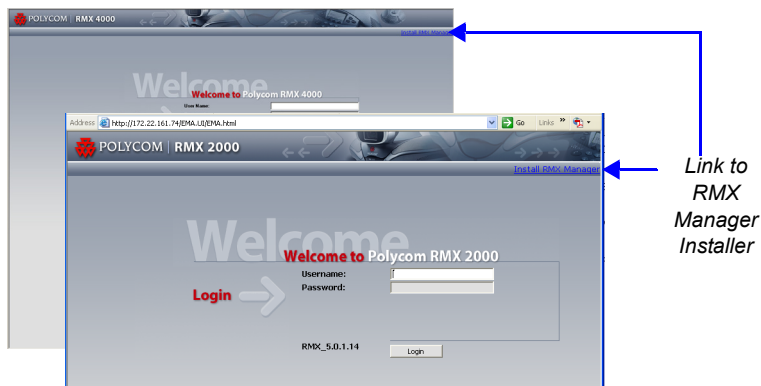 POLYCOM | RMX 4000
Install RMX Manager
Welcome
Welcome to Polycom RMX 4000
User Name:
Address http://172.22.161.74/EMA.UI/EMA.html Go Links »
POLYCOM | RMX 2000
Install RMX Manager
Welcome
Welcome to Polycom RMX 2000
Username:
Login
Password:
RMX_5.0.1.14
Login
Link to
RMX
Manager
Installer